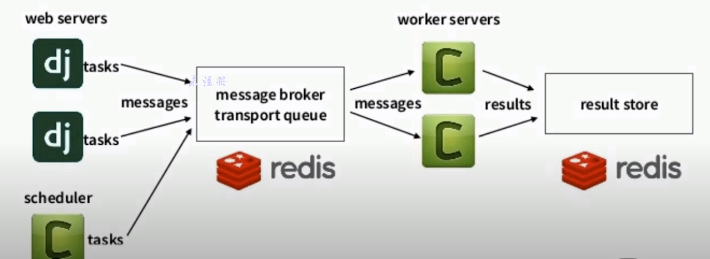 web servers
worker servers
dj
tasks
messages
message broker
transport queue
messages
results
result store
dj
tasks
redis
redis
scheduler
tasks